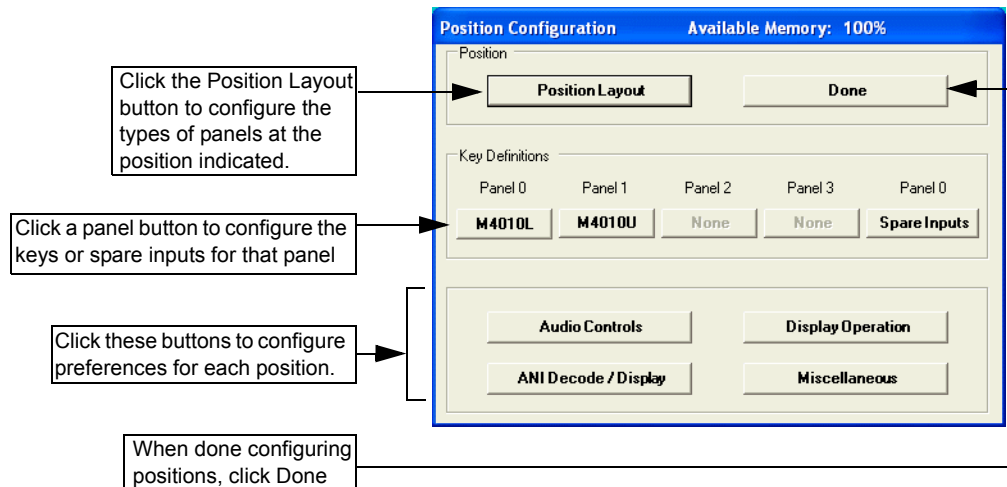 Position Configuration Available Memory: 100%
Position
Position Layout Done
Click the Position Layout
button to configure the
types of panels at the
position indicated.
Key Definitions
Panel 0 Panel 1 Panel 2 Panel 3 Panel 0
M4010L M4010U None None Spare Inputs
Click a panel button to configure the
keys or spare inputs for that panel
Audio Controls Display Operation
ANI Decode / Display Miscellaneous
Click these buttons to configure
preferences for each position.
When done configuring
positions, click Done